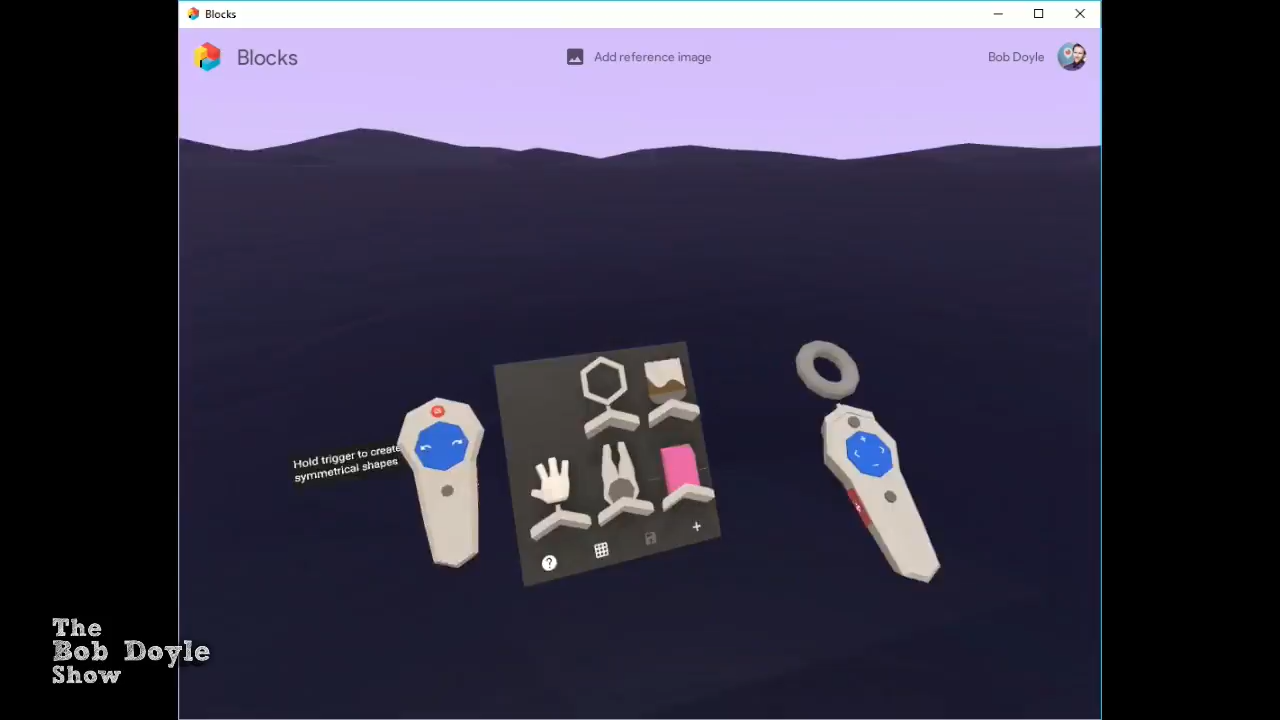 Blocks
Blocks
Add reference image
Bob Doyle
Hold trigger to create
symmetrical shapes
?
+
The
Bob Doyle
Show